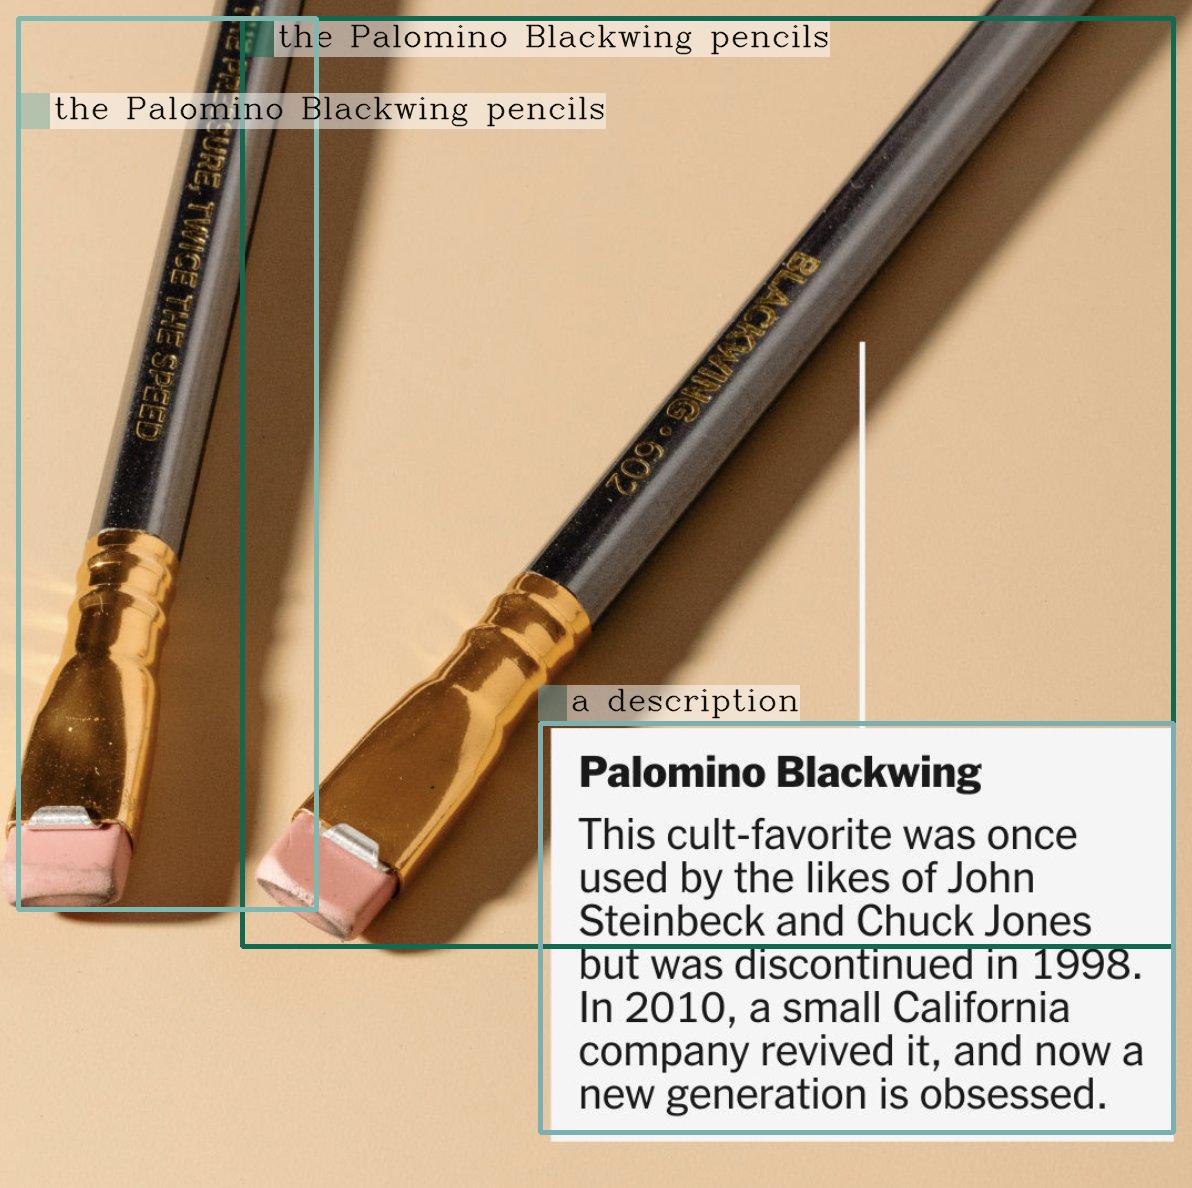 the Palomino Blackwing pencils
the Palomino Blackwing pencils
TWICE THE SPEED
BLACKWING • 602
a description
Palomino Blackwing
This cult-favorite was once
used by the likes of John
Steinbeck and Chuck Jones
but was discontinued in 1998.
In 2010, a small California
company revived it, and now a
new generation is obsessed.